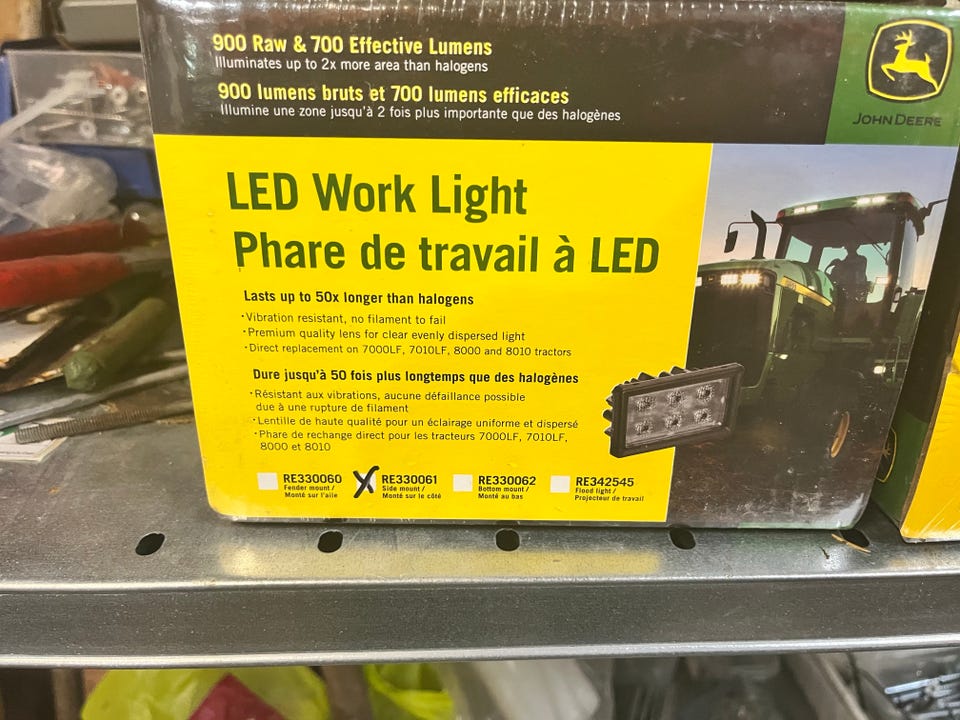 900 Raw & 700 Effective Lumens
Illuminates up to 2x more area than halogens
900 lumens bruts et 700 lumens efficaces
Illumine une zone jusqu'à 2 fois plus importante que des halogènes
JOHN DEERE
LED Work Light
Phare de travail à LED
Lasts up to 50x longer than halogens
·Vibration resistant, no filament to fail
·Premium quality lens for clear evenly dispersed light
·Direct replacement on 7000LF, 7010LF, 8000 and 8010 tractors
Dure jusqu'à 50 fois plus longtemps que des halogènes
·Résistant aux vibrations, aucune défaillance possible
due à une rupture de filament
·Lentille de haute qualité pour un éclairage uniforme et dispersé
·Phare de rechange direct pour les tracteurs 7000LF, 7010LF,
8000 et 8010
RE330060
Fender mount /
Monté sur l'aile
X RE330061
Side mount /
Monté sur le côté
RE330062
Bottom mount /
Monté au bas
RE342545
Flood light /
Projecteur de travail